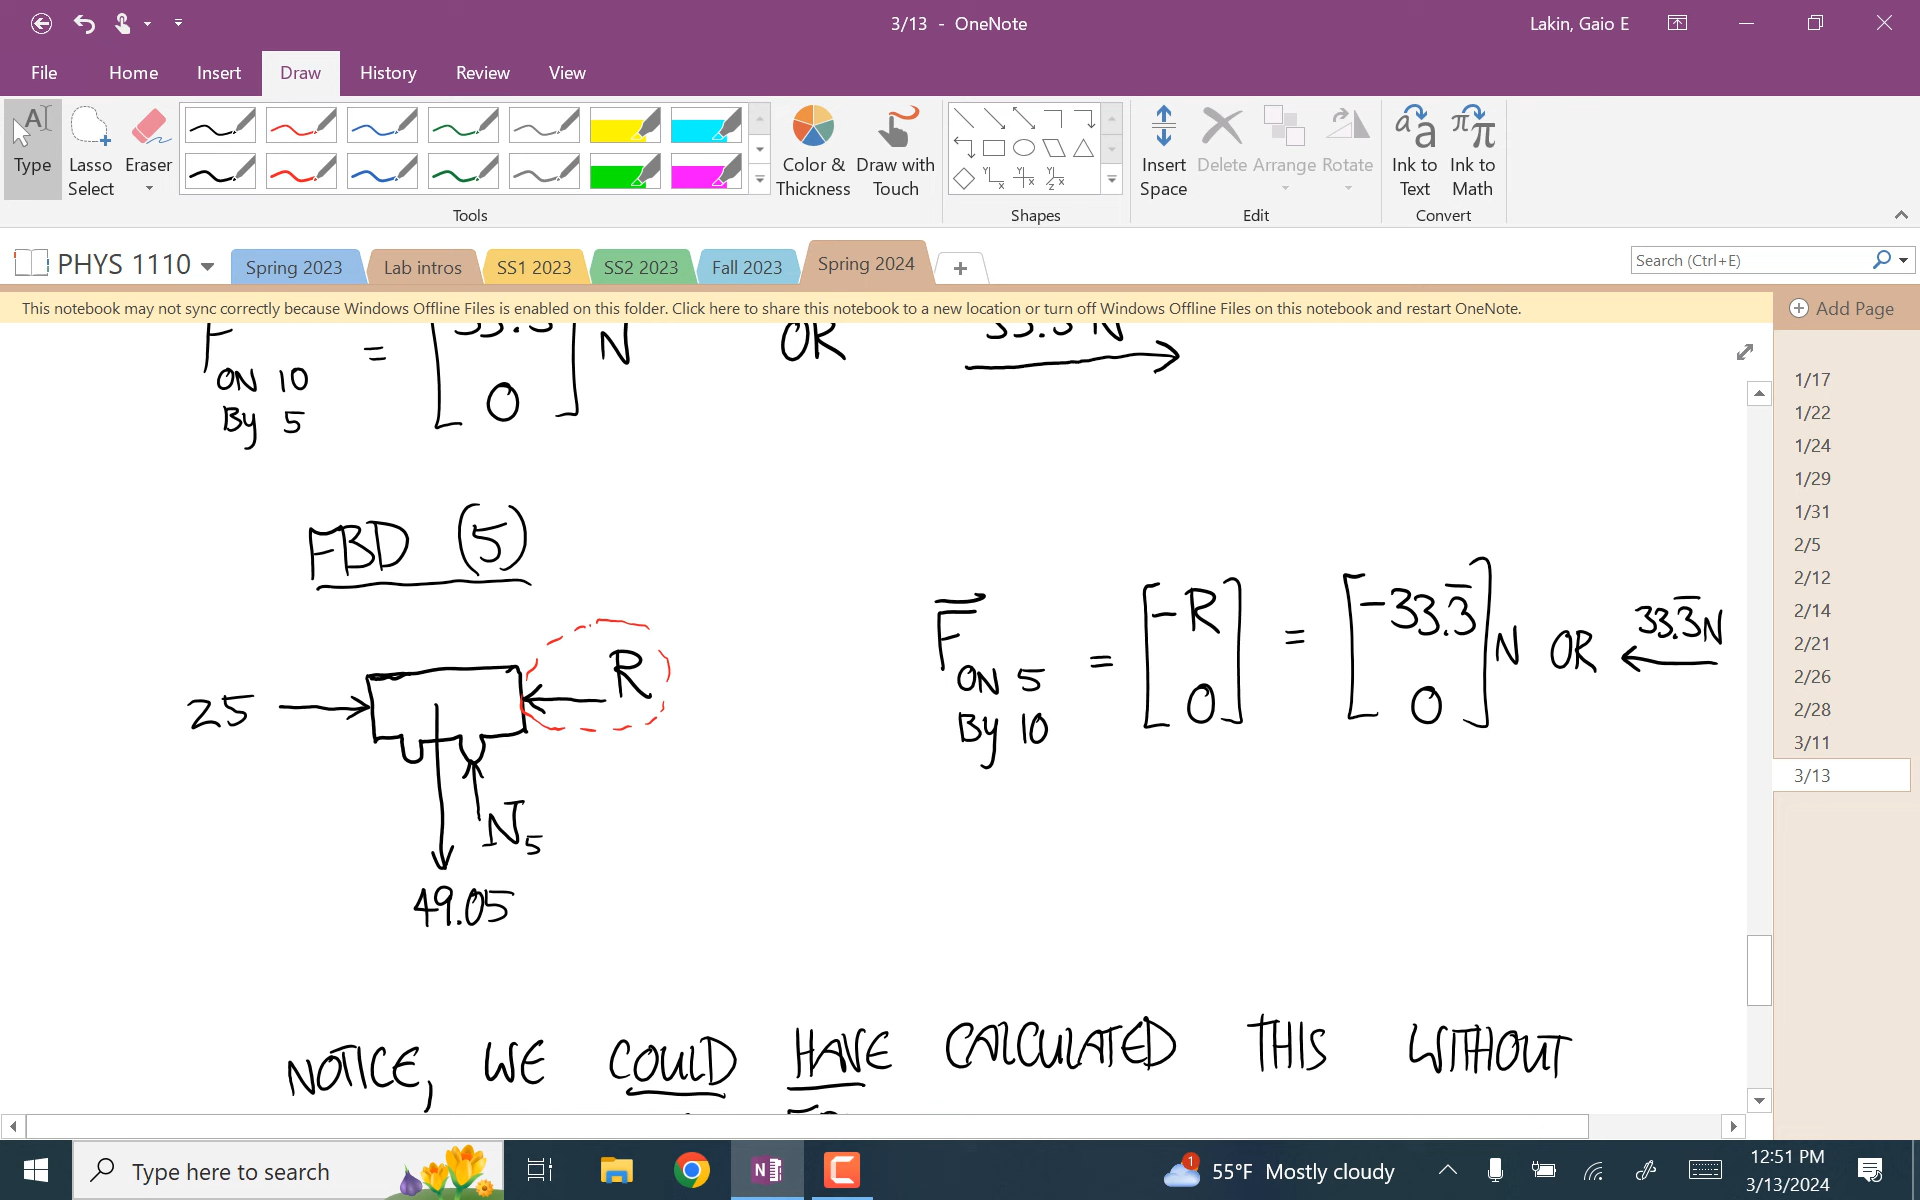 3/13 - OneNote
Lakin, Gaio E
File Home Insert Draw History Review View
Type
Lasso Select
Eraser
Color & Thickness
Draw with Touch
Insert Space
Delete
Arrange
Rotate
Ink to Text
Ink to Math
Tools Shapes Edit Convert
PHYS 1110 Spring 2023 Lab intros SS1 2023 SS2 2023 Fall 2023 Spring 2024
Search (Ctrl+E)
This notebook may not sync correctly because Windows Offline Files is enabled on this folder. Click here to share this notebook to a new location or turn off Windows Offline Files on this notebook and restart OneNote.
Add Page
1/17
1/22
1/24
1/29
1/31
2/5
2/12
2/14
2/21
2/26
2/28
3/11
3/13
F = [33.3 N OR 33.3 N
ON 10 0]
By 5
FBD (5)
25
R
N5
49.05
F ON 5 By 10 = [-R 0] = [-33.3̅ 0] N OR 33.3̅N
NOTICE, WE COULD HAVE CALCULATED THIS WITHOUT
Type here to search
1
55°F Mostly cloudy
12:51 PM
3/13/2024